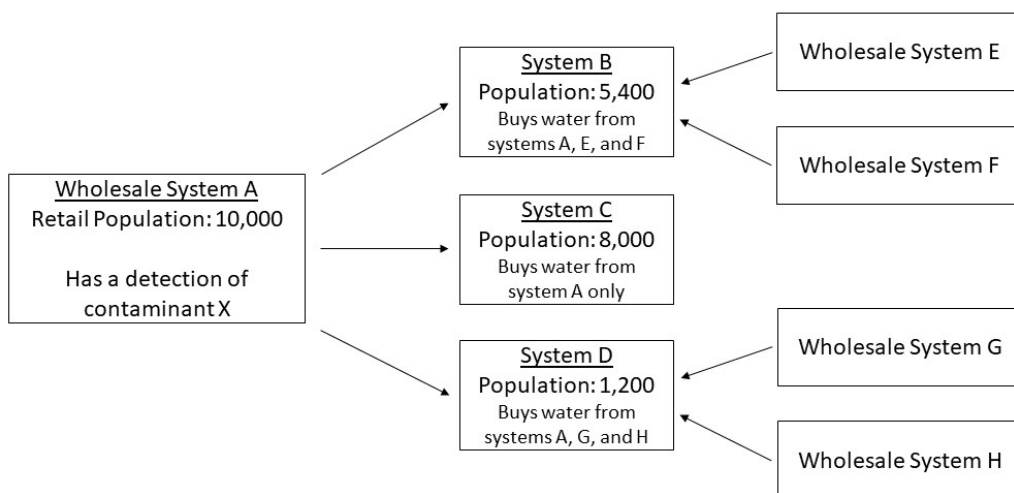 Wholesale System A
Retail Population: 10,000
Has a detection of
contaminant X
System B
Population: 5,400
Buys water from
systems A, E, and F
System C
Population: 8,000
Buys water from
system A only
System D
Population: 1,200
Buys water from
systems A, G, and H
Wholesale System E
Wholesale System F
Wholesale System G
Wholesale System H